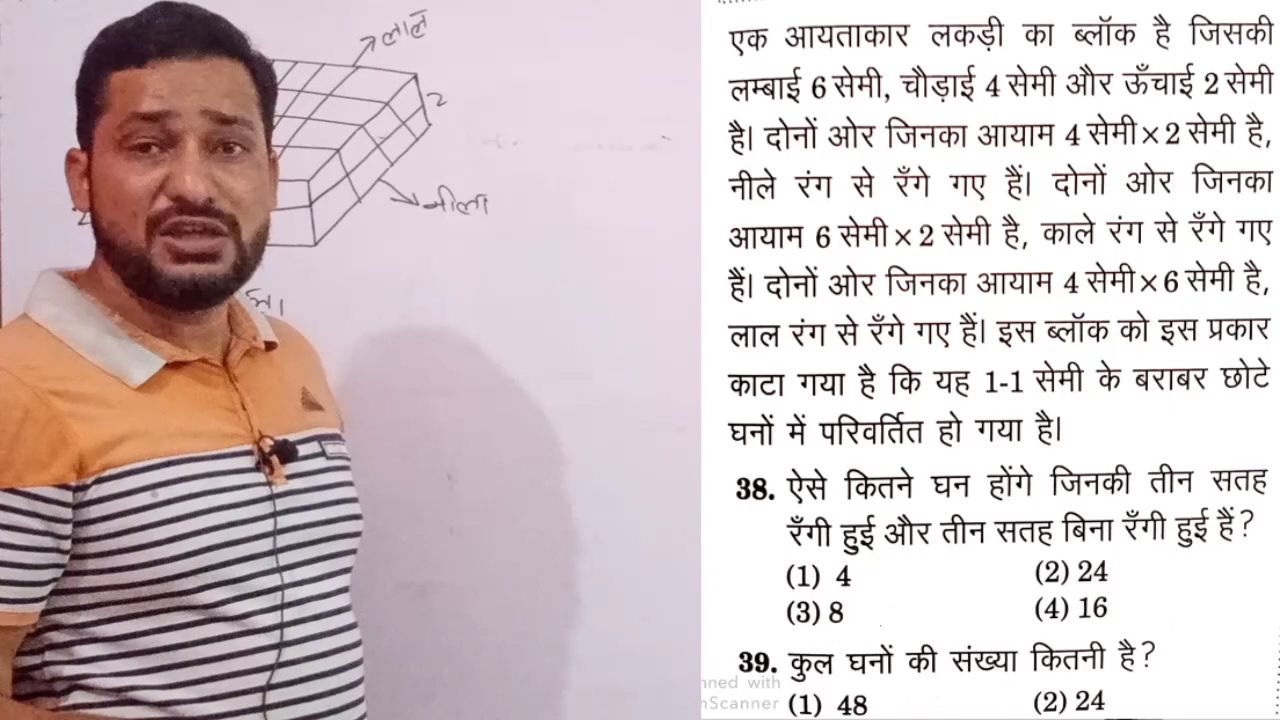 लाल
2
नीला
एक आयताकार लकड़ी का ब्लॉक है जिसकी
लम्बाई 6 सेमी, चौड़ाई 4 सेमी और ऊँचाई 2 सेमी
है। दोनों ओर जिनका आयाम 4 सेमी×2 सेमी है,
नीले रंग से रँगे गए हैं। दोनों ओर जिनका
आयाम 6 सेमी×2 सेमी है, काले रंग से रँगे गए
हैं। दोनों ओर जिनका आयाम 4 सेमी×6 सेमी है,
लाल रंग से रँगे गए हैं। इस ब्लॉक को इस प्रकार
काटा गया है कि यह 1-1 सेमी के बराबर छोटे
घनों में परिवर्तित हो गया है।
38. ऐसे कितने घन होंगे जिनकी तीन सतह
रँगी हुई और तीन सतह बिना रँगी हुई हैं?
(1) 4 (2) 24
(3) 8 (4) 16
39. कुल घनों की संख्या कितनी है?
nned with
Scanner
(1) 48 (2) 24